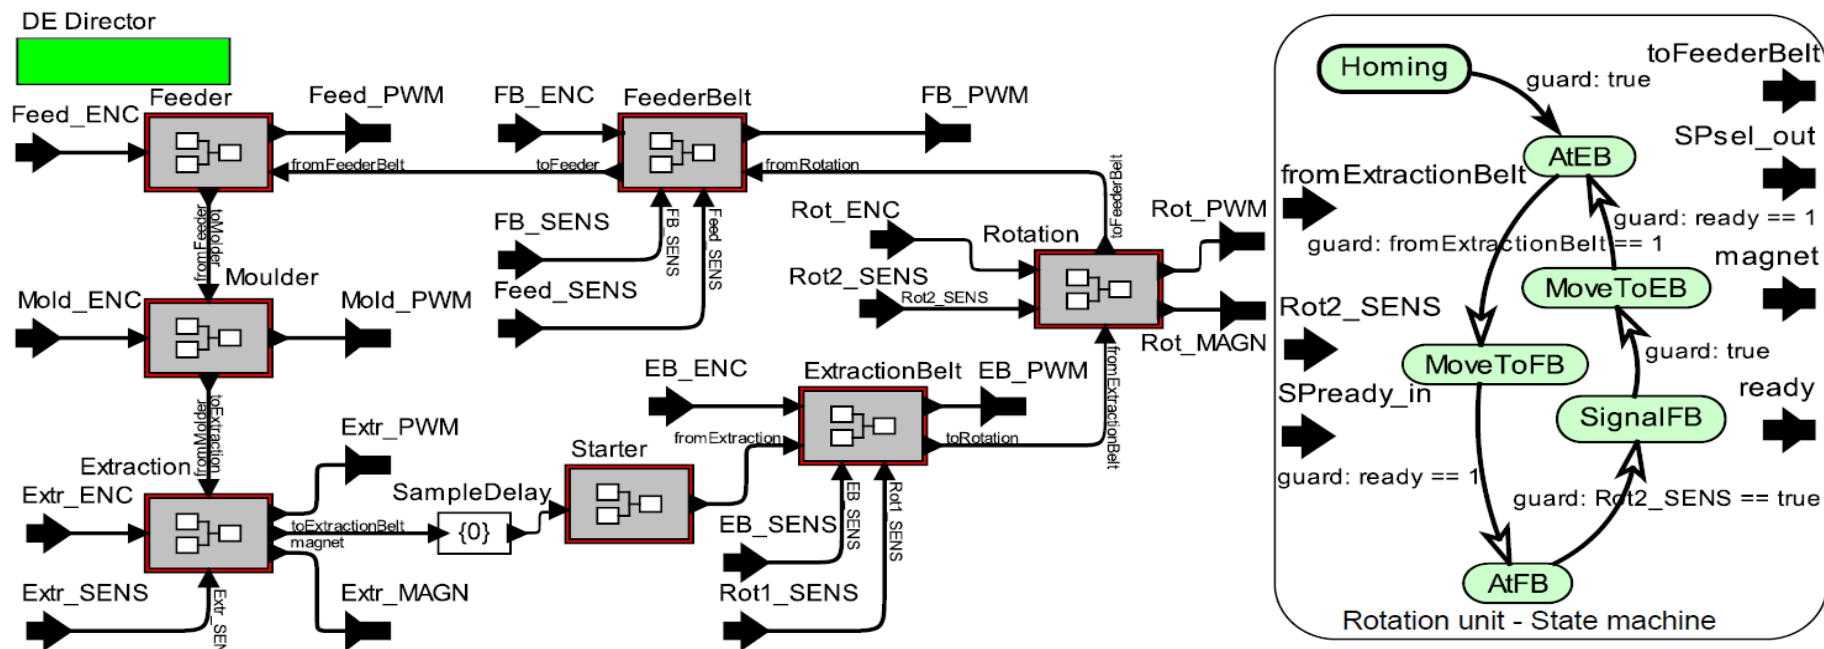 DE Director
Feeder
Feed_PWM
Feed_ENC
fromFeederBelt
toMolder
fromFeeder
FB_ENC
FeederBelt
FB_PWM
toFeeder
fromRotation
FB_SENS
FB_SENS
Feed_SENS
Feed_SENS
toFeederBelt
Rot_ENC
Rotation
Rot_PWM
Rot2_SENS
Rot2_SENS
Rot_MAGN
fromExtractionBelt
Moulder
Mold_ENC
Mold_PWM
toExtraction
fromMolder
Extr_PWM
Extraction
Extr_ENC
toExtractionBelt
magnet
SampleDelay
{0}
Starter
Extr_SENS
Extr_SEN
Extr_MAGN
EB_ENC
ExtractionBelt
EB_PWM
fromExtraction
toRotation
EB_SENS
EB_SENS
Rot1_SENS
Rot1_SENS
Homing
guard: true
toFeederBelt
AtEB
SPsel_out
fromExtractionBelt
guard: ready == 1
guard: fromExtractionBelt == 1
magnet
MoveToEB
Rot2_SENS
guard: true
MoveToFB
ready
SPready_in
SignalFB
guard: ready == 1
guard: Rot2_SENS == true
AtFB
Rotation unit - State machine